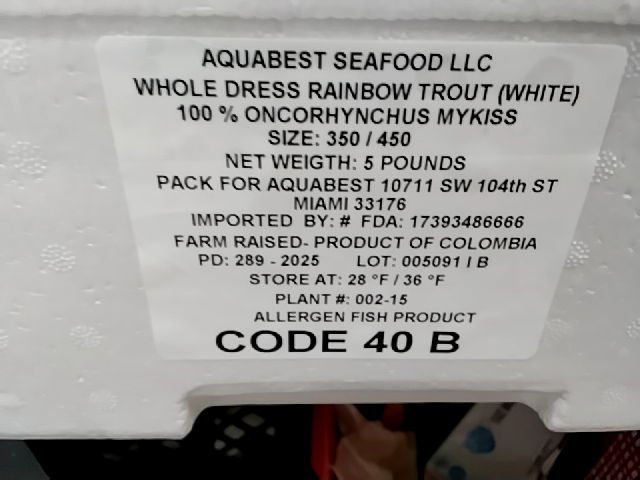 AQUABEST SEAFOOD LLC
WHOLE DRESS RAINBOW TROUT (WHITE)
100 % ONCORHYNCHUS MYKISS
SIZE: 350 / 450
NET WEIGTH: 5 POUNDS
PACK FOR AQUABEST 10711 SW 104th ST
MIAMI 33176
IMPORTED BY: # FDA: 17393486666
FARM RAISED- PRODUCT OF COLOMBIA
PD: 289 - 2025 LOT: 005091 I B
STORE AT: 28 °F / 36 °F
PLANT #: 002-15
ALLERGEN FISH PRODUCT
CODE 40 B